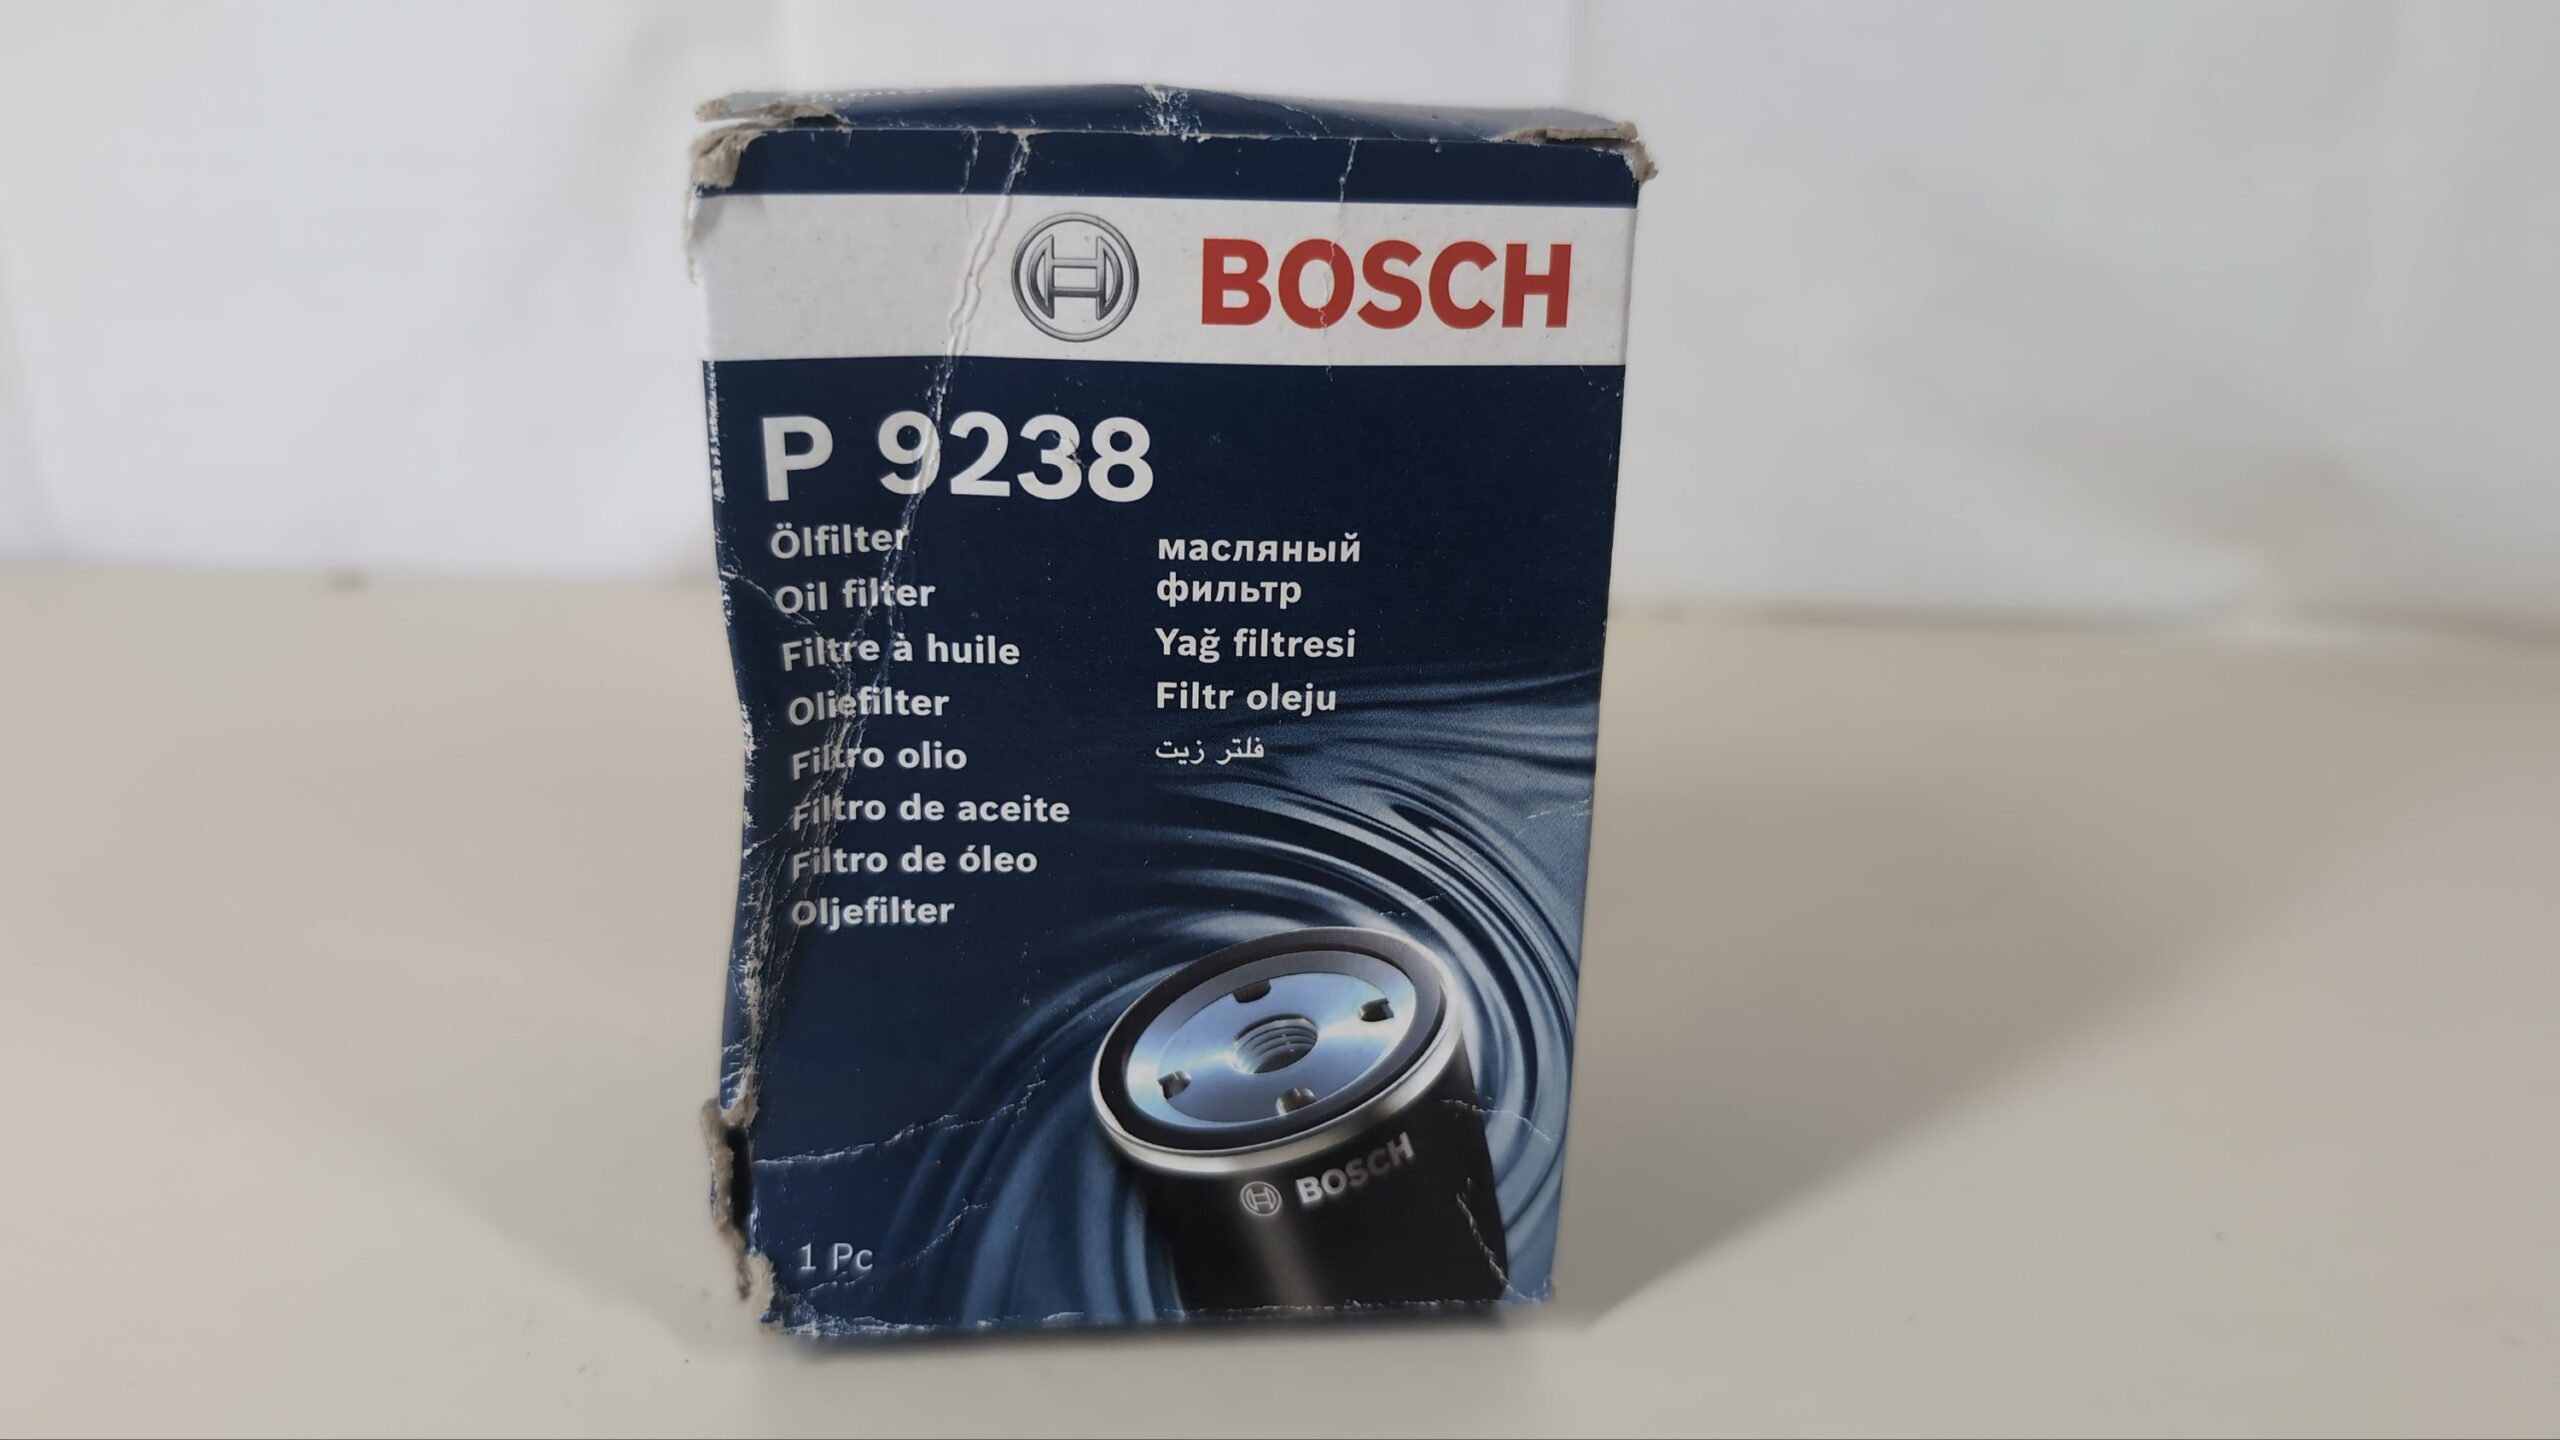 BOSCH
P 9238
Ölfilter
Oil filter
Filtre à huile
Oliefilter
Filtro olio
Filtro de aceite
Filtro de óleo
Oljefilter
масляный
фильтр
Yağ filtresi
Filtr oleju
فلتر زيت
BOSCH
1 Pc